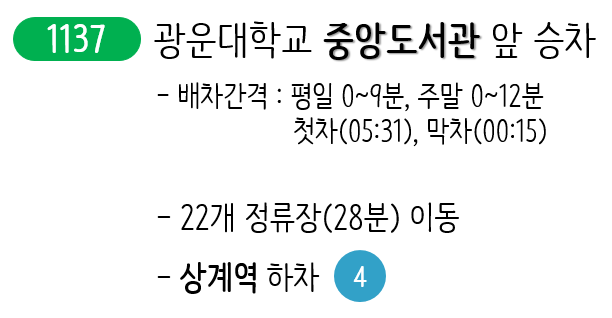 1137 광운대학교 중앙도서관 앞 승차
- 배차간격 : 평일 0~9분, 주말 0~12분
첫차(05:31), 막차(00:15)
- 22개 정류장(28분) 이동
- 상계역 하차 4